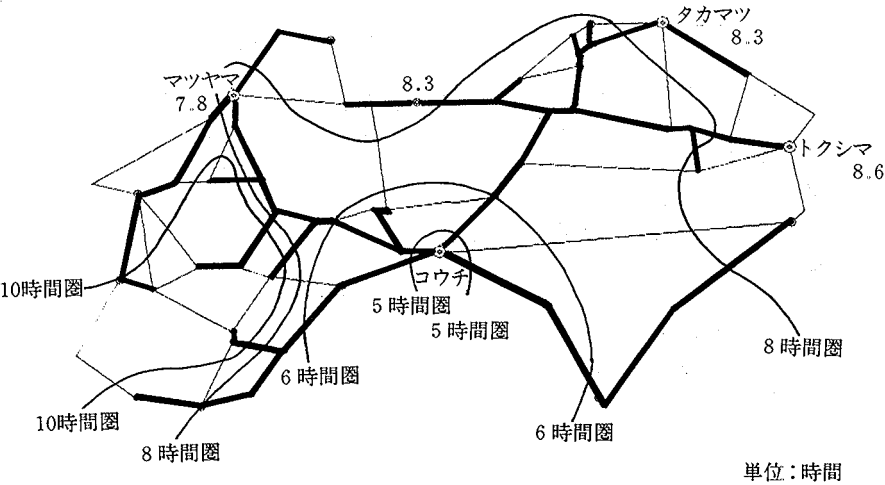 タカマツ
8.3
マツヤマ
7.8
8.3
トクシマ
8.6
コウチ
10時間圏
5時間圏
5時間圏
8時間圏
6時間圏
10時間圏
6時間圏
8時間圏
単位：時間